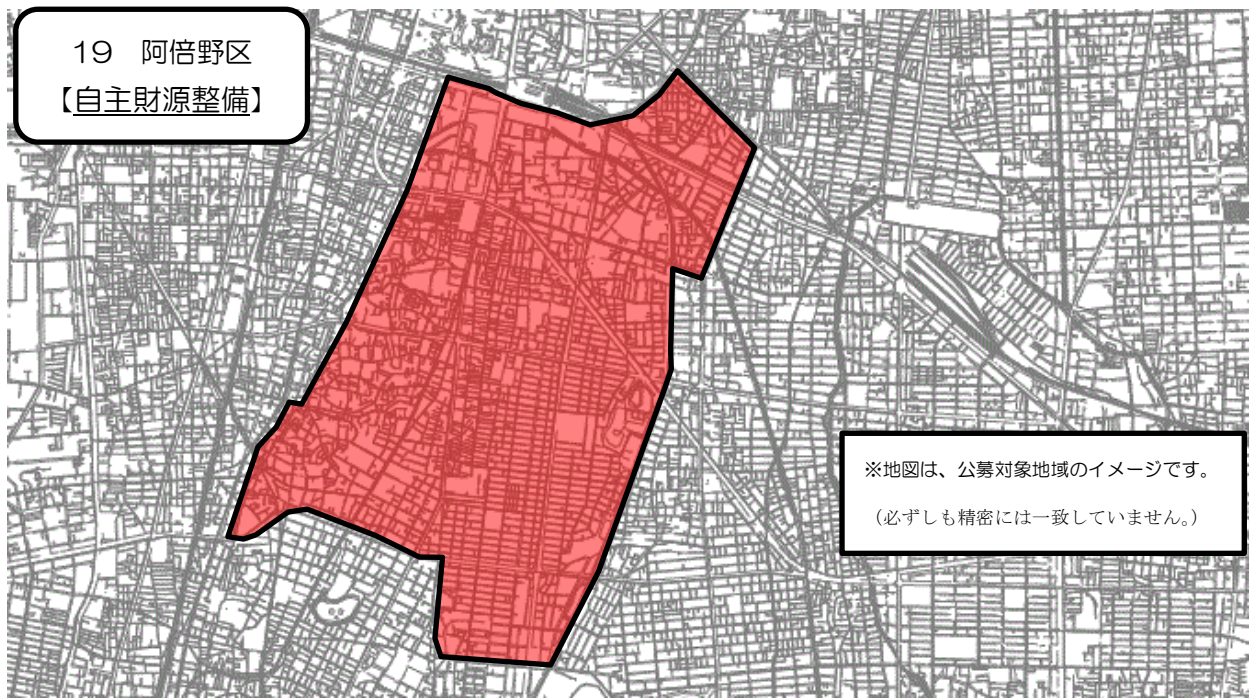 19　阿倍野区
【自主財源整備】
※地図は、公募対象地域のイメージです。
（必ずしも精密には一致していません。）